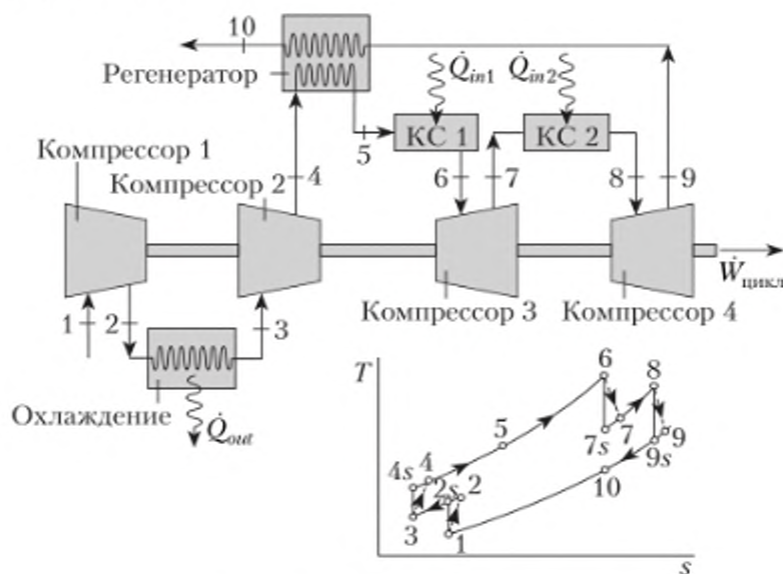 10
Регенератор
Q̇in1
Q̇in2
5
КС 1
КС 2
Компрессор 1
Компрессор 2
4
6
7
8
9
1
2
3
Компрессор 3
Компрессор 4
Ẇцикл
Охлаждение
Q̇out
T
6
8
5
7s
7
9s
9
4s
4
2s
2
10
3
1
s